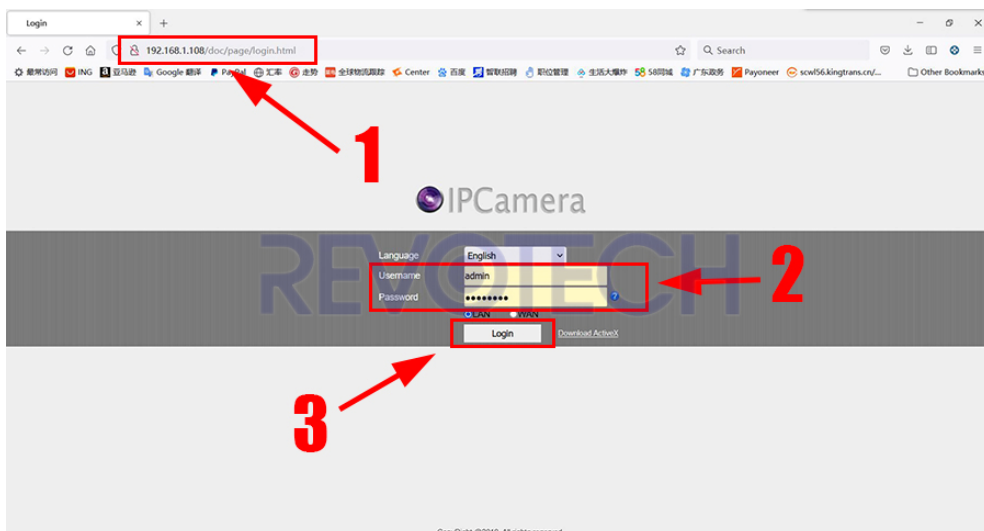 Login
192.168.1.108/doc/page/login.html
Search
最常访问 ING 亚马逊 Google 翻译 PayPal 汇率 走势 全球物流跟踪 Center 百度 智联招聘 职位管理 生活大爆炸 58同城 广东政务 Payoneer scwl56.kingtrans.cn/... Other Bookmarks
1
IPCamera
REVOTECH
Language English
Username admin
2
Password
LAN WAN
Login Download ActiveX
3